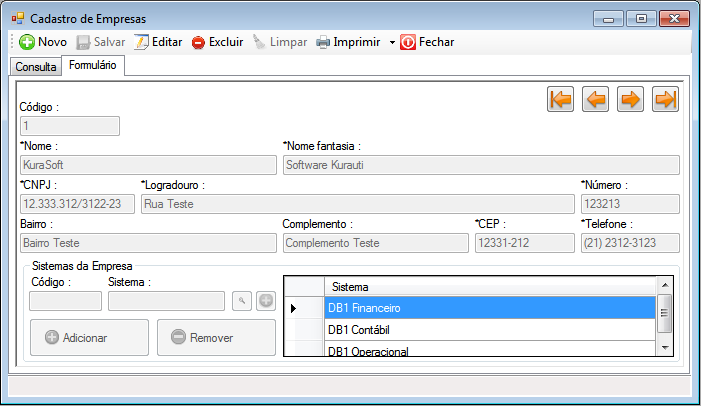 Cadastro de Empresas
Novo Salvar Editar Excluir Limpar Imprimir Fechar
Consulta Formulário
Código :
1
*Nome : *Nome fantasia :
KuraSoft Software Kurauti
*CNPJ : *Logradouro : *Número :
12.333.312/3122-23 Rua Teste 123213
Bairro : Complemento : *CEP : *Telefone :
Bairro Teste Complemento Teste 12331-212 (21) 2312-3123
Sistemas da Empresa
Código : Sistema :
Adicionar Remover
Sistema
DB1 Financeiro
DB1 Contábil
DB1 Operacional